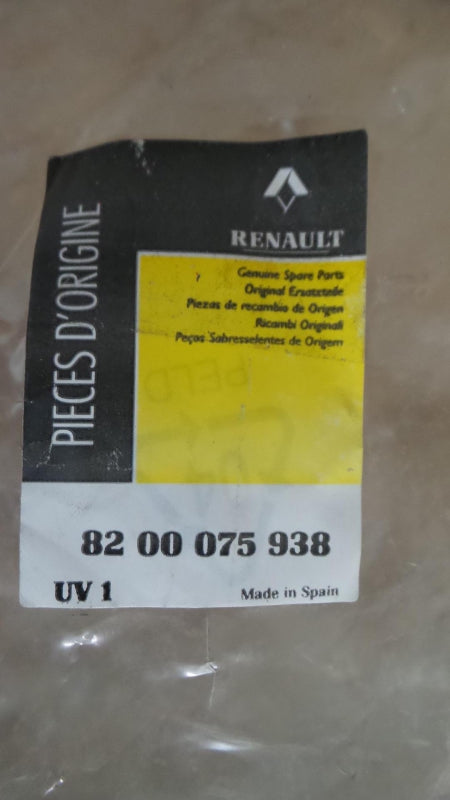 PIECES D'ORIGINE
RENAULT
Genuine Spare Parts
Original Ersatzteile
Piezas de recambio de Origen
Ricambi Originali
Peças Sobresselentes de Origem
82 00 075 938
UV 1
Made in Spain